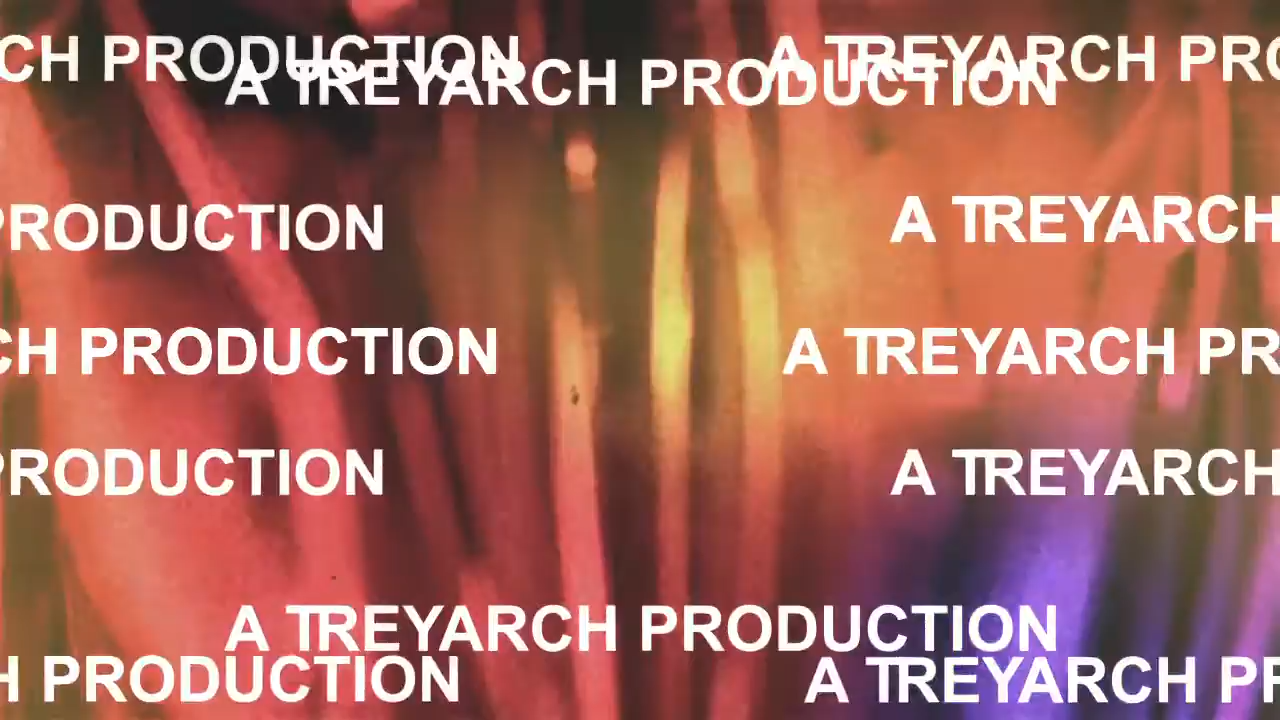 CH PRODUCTION
A TREYARCH PRO
A TREYARCH PRODUCTION
PRODUCTION
A TREYARCH
CH PRODUCTION
A TREYARCH PR
PRODUCTION
A TREYARCH
A TREYARCH PRODUCTION
H PRODUCTION
A TREYARCH PR